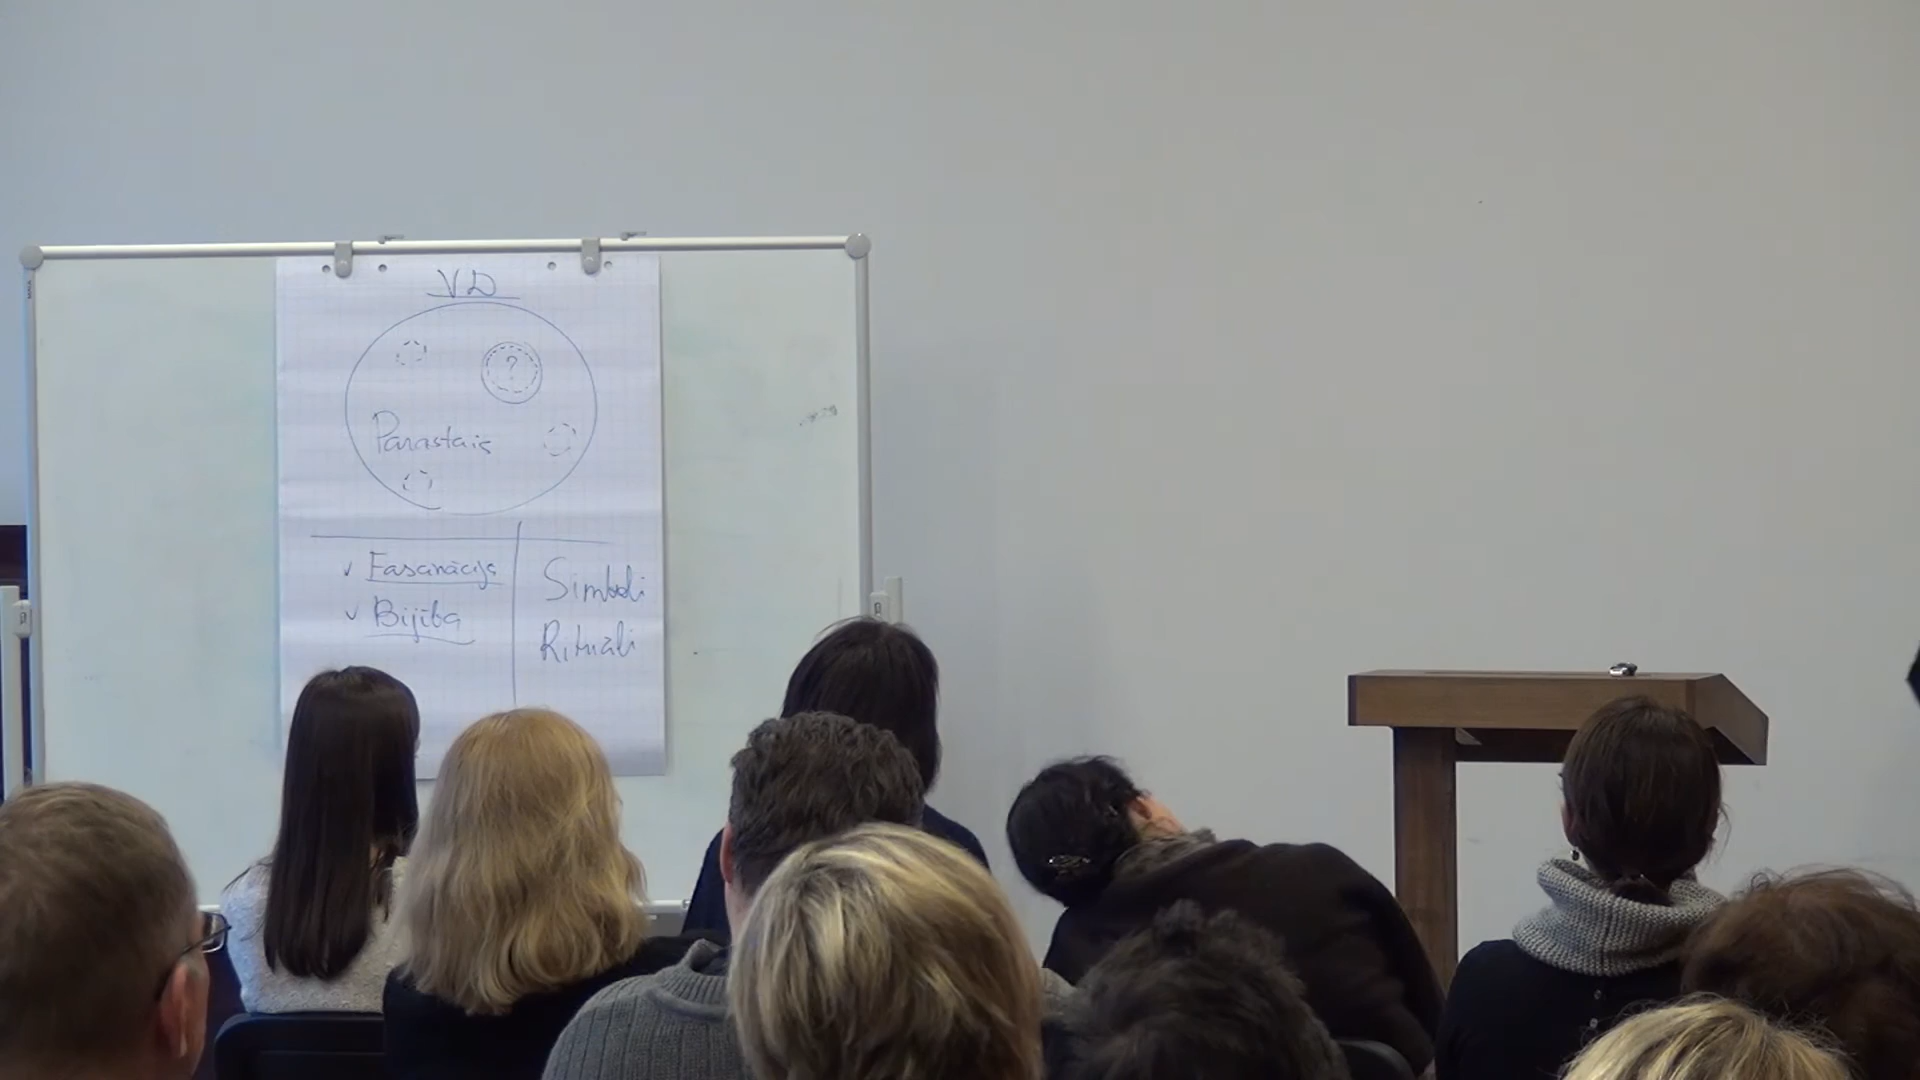 VD
?
Parastais
✓ Fascinācija
✓ Bijība
Simboli
Rituāli